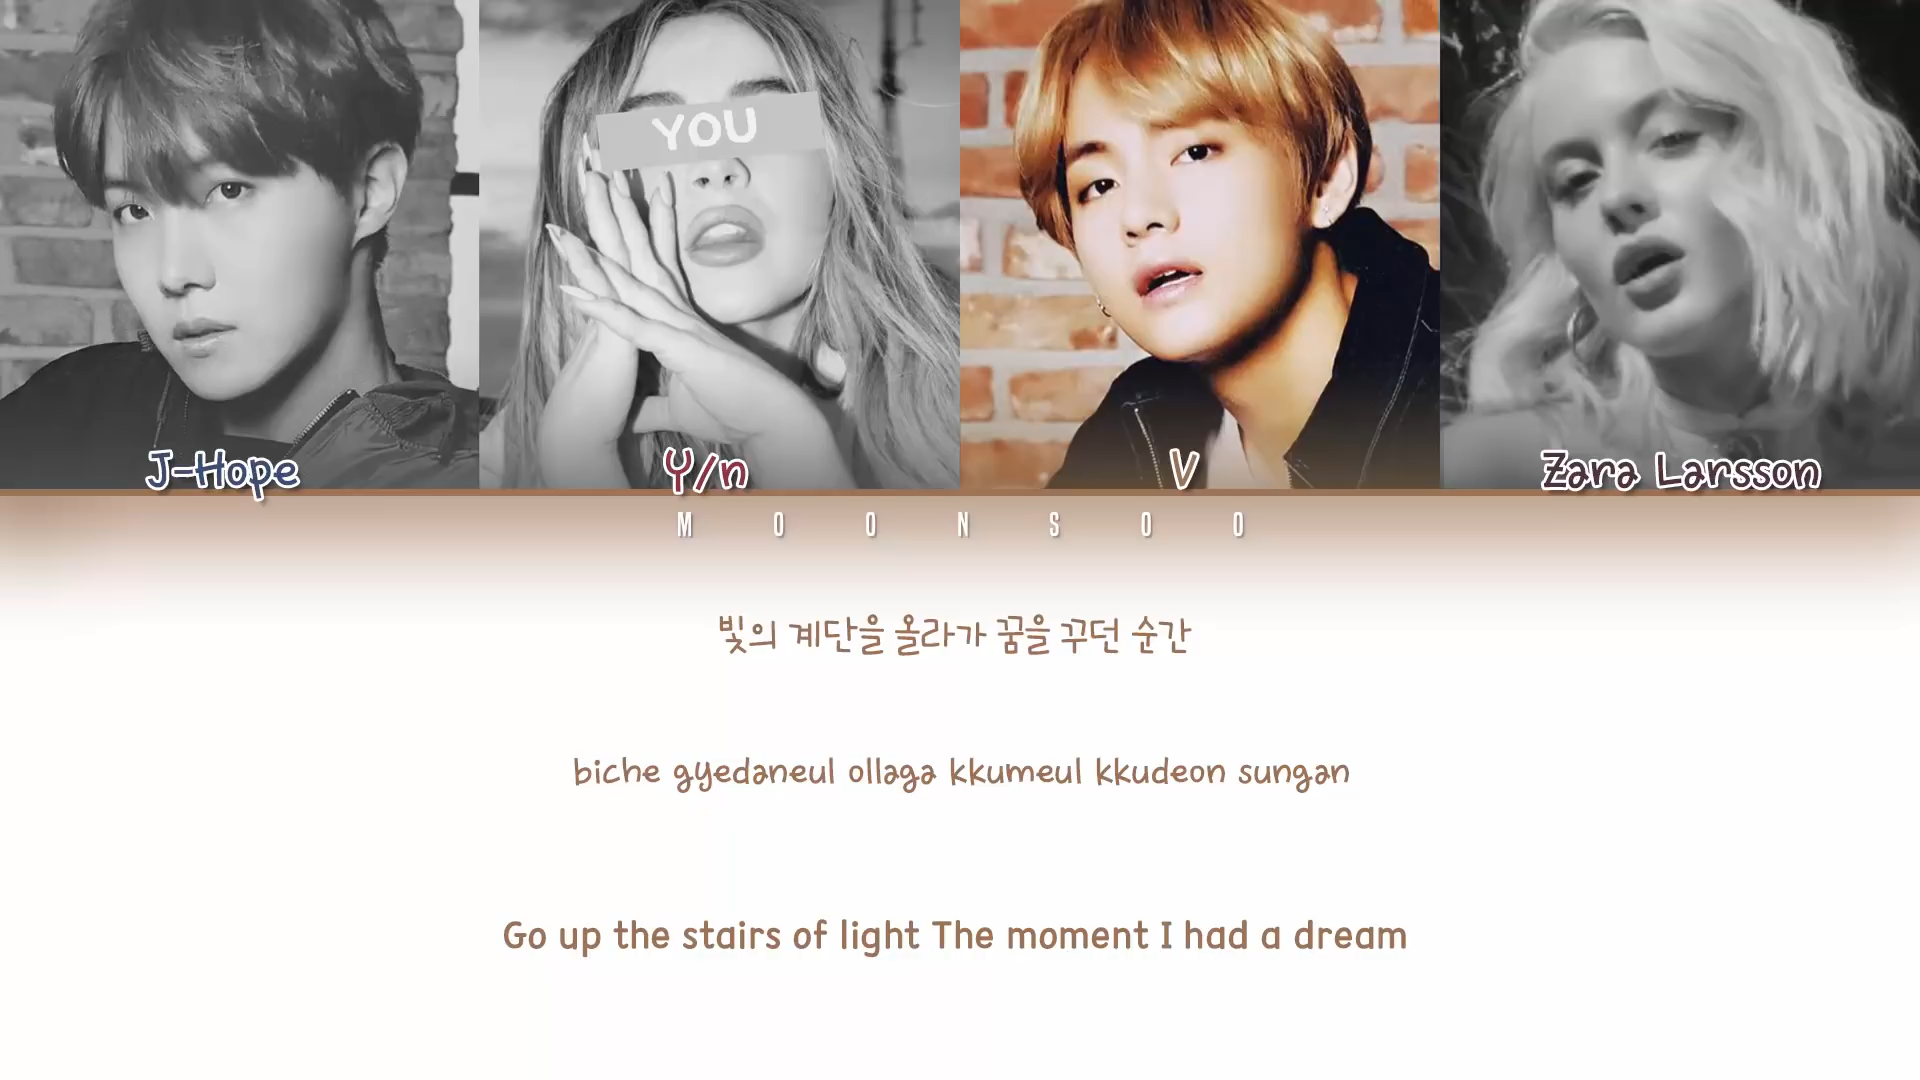 YOU
J-Hope
Y/n
V
Zara Larsson
MOONSOO
빛의 계단을 올라가 꿈을 꾸던 순간
biche gyedaneul ollaga kkumeul kkudeon sungan
Go up the stairs of light The moment I had a dream